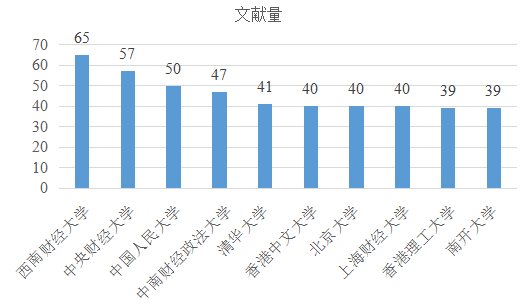 文献量
70
60
50
40
30
20
10
0
65
57
50
47
41
40
40
40
39
39
西南财经大学
中央财经大学
中国人民大学
中南财经政法大学
清华大学
香港中文大学
北京大学
上海财经大学
香港理工大学
南开大学